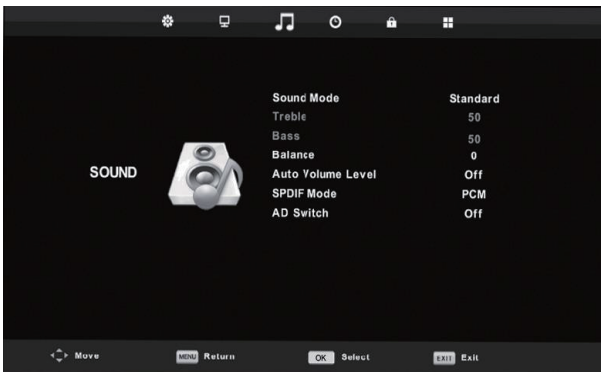 Sound Mode Standard
Treble 50
Bass 50
Balance 0
SOUND
Auto Volume Level Off
SPDIF Mode PCM
AD Switch Off
Move MENU Return OK Select EXIT Exit